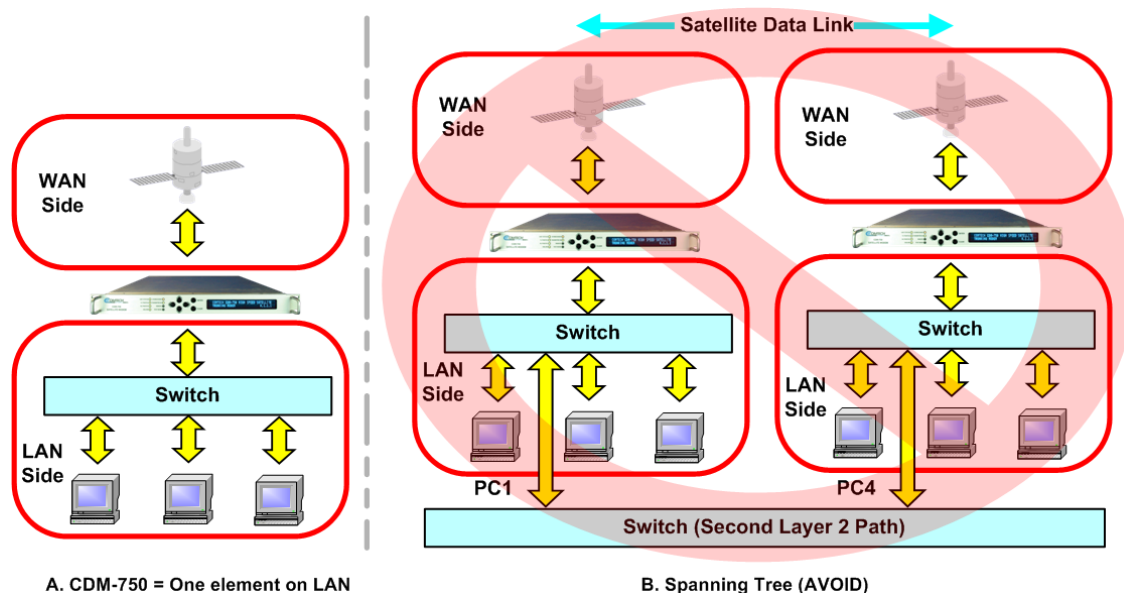 Satellite Data Link
WAN
Side
WAN
Side
WAN
Side
Switch
LAN
Side
Switch
LAN
Side
PC1
Switch
LAN
Side
PC4
Switch (Second Layer 2 Path)
A. CDM-750 = One element on LAN
B. Spanning Tree (AVOID)